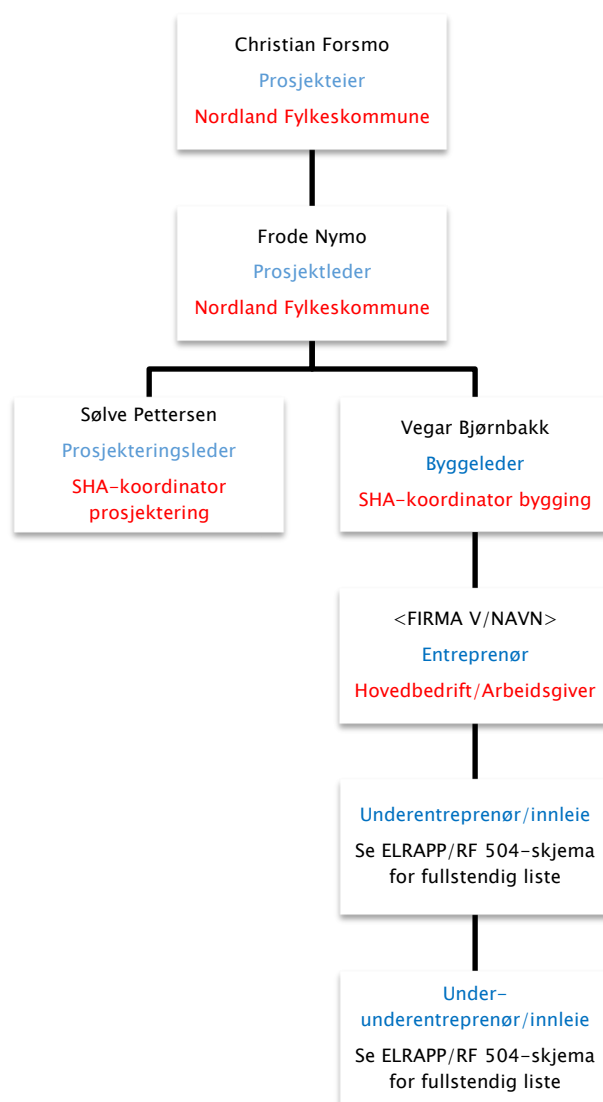 Christian Forsmo
Prosjekteier
Nordland Fylkeskommune
Frode Nymo
Prosjektleder
Nordland Fylkeskommune
Sølve Pettersen
Prosjekteringsleder
SHA-koordinator
prosjektering
Vegar Bjørnbakk
Byggeleder
SHA-koordinator bygging
<FIRMA V/NAVN>
Entreprenør
Hovedbedrift/Arbeidsgiver
Underentreprenør/innleie
Se ELRAPP/RF 504-skjema
for fullstendig liste
Under-
underentreprenør/innleie
Se ELRAPP/RF 504-skjema
for fullstendig liste